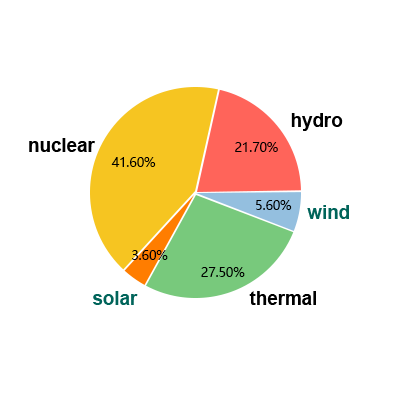 hydro
nuclear
21.70%
41.60%
5.60%
wind
3.60%
27.50%
solar
thermal